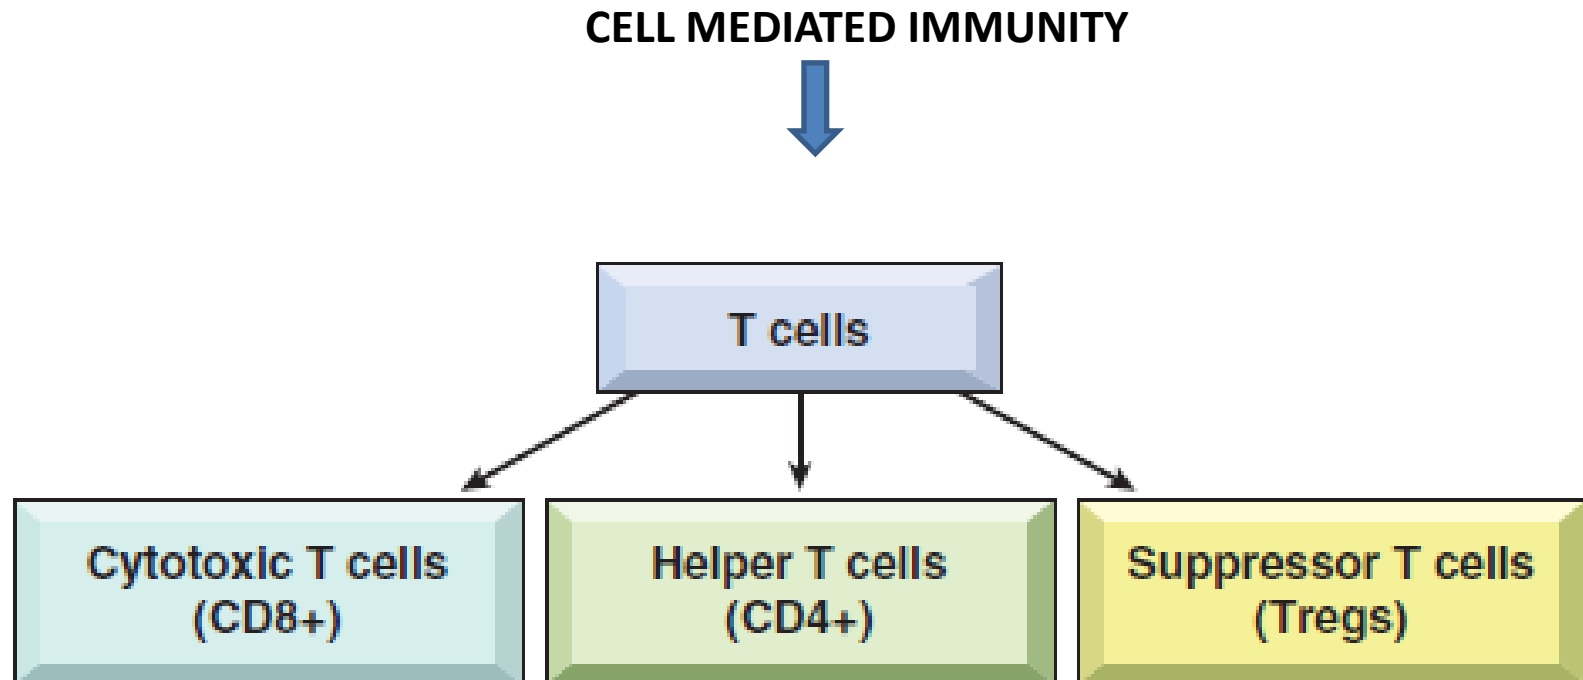 CELL MEDIATED IMMUNITY
T cells
Cytotoxic T cells
(CD8+)
Helper T cells
(CD4+)
Suppressor T cells
(Tregs)